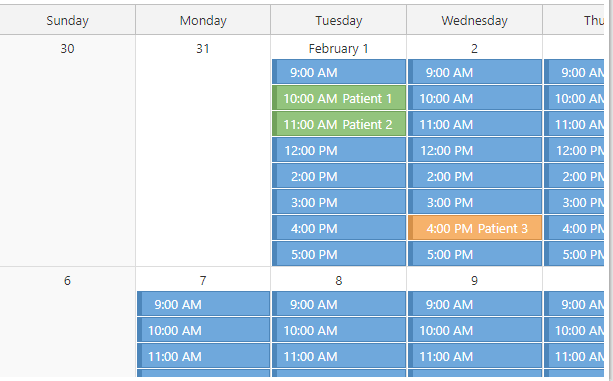 Sunday Monday Tuesday Wednesday Thu
30 31 February 1 2
9:00 AM 9:00 AM 9:00 AM
10:00 AM Patient 1 10:00 AM 10:00 AM
11:00 AM Patient 2 11:00 AM 11:00 AM
12:00 PM 12:00 PM 12:00 PM
2:00 PM 2:00 PM 2:00 PM
3:00 PM 3:00 PM 3:00 PM
4:00 PM 4:00 PM Patient 3 4:00 PM
5:00 PM 5:00 PM 5:00 PM
6 7 8 9
9:00 AM 9:00 AM 9:00 AM 9:00 AM
10:00 AM 10:00 AM 10:00 AM 10:00 AM
11:00 AM 11:00 AM 11:00 AM 11:00 AM